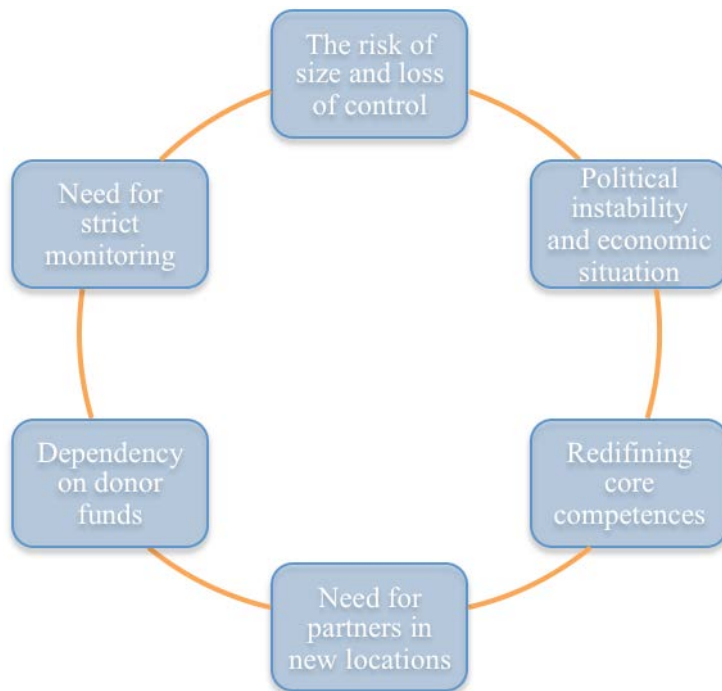 The risk of
size and loss
of control
Political
instability
and economic
situation
Redifining
core
competences
Need for
partners in
new locations
Dependency
on donor
funds
Need for
strict
monitoring